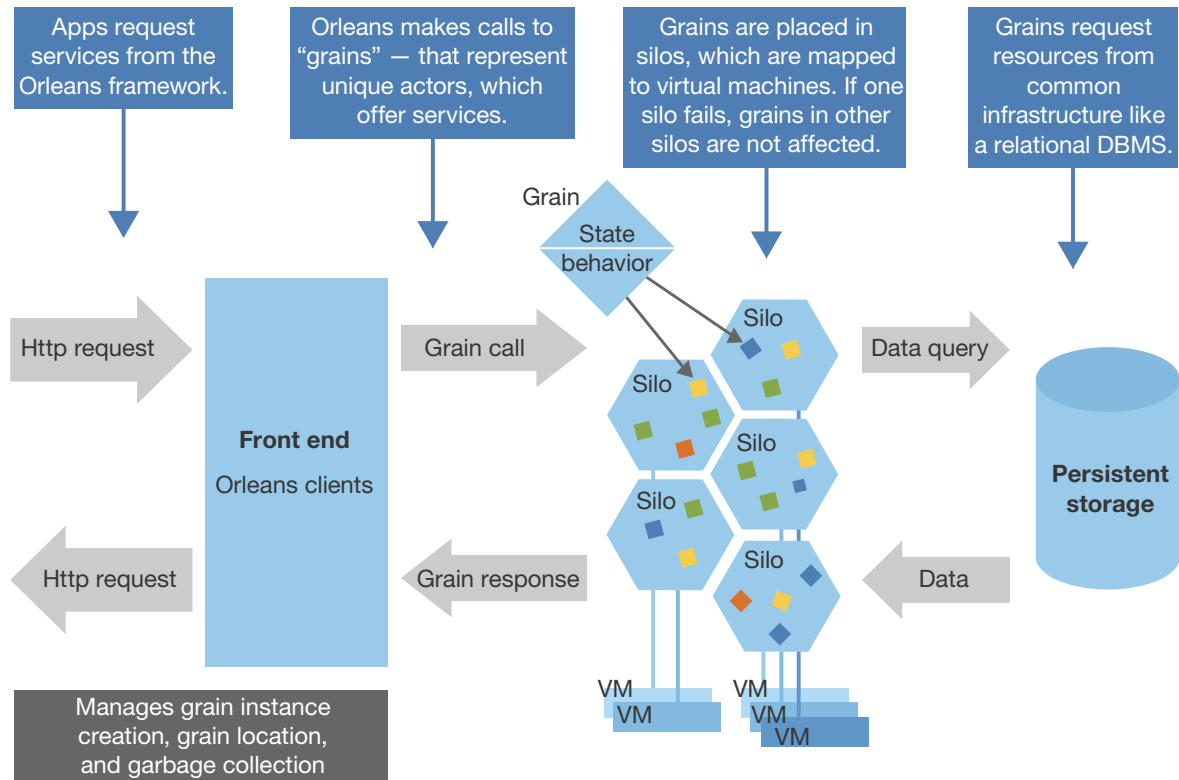 Apps request
services from the
Orleans framework.
Orleans makes calls to
“grains” — that represent
unique actors, which
offer services.
Grains are placed in
silos, which are mapped
to virtual machines. If one
silo fails, grains in other
silos are not affected.
Grains request
resources from
common
infrastructure like
a relational DBMS.
Grain
State
behavior
Http request
Front end
Orleans clients
Grain call
Silo
Silo
Silo
Silo
Silo
Data query
Persistent
storage
Http request
Grain response
Data
VM
VM
VM
VM
VM
Manages grain instance
creation, grain location,
and garbage collection